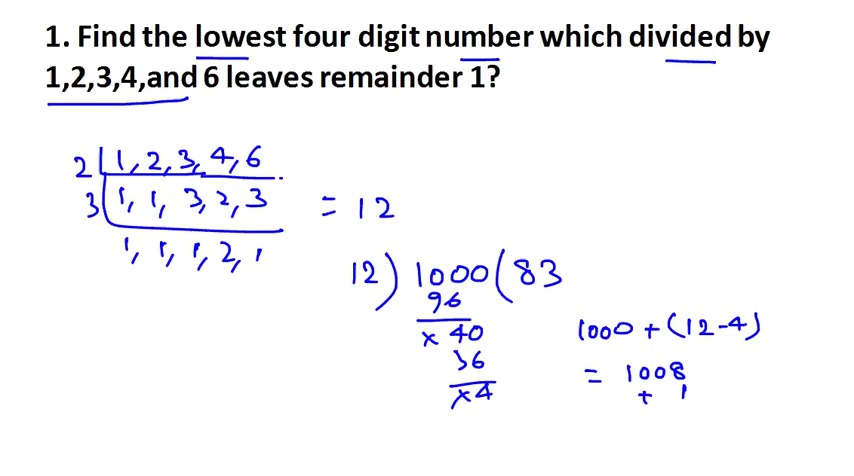 1. Find the lowest four digit number which divided by
1,2,3,4,and 6 leaves remainder 1?
2 1, 2, 3, 4, 6
3 1, 1, 3, 2, 3 = 12
1, 1, 1, 2, 1
12) 1000 (83
96
x 40
36
x4
1000 + (12-4)
= 1008
+ 1